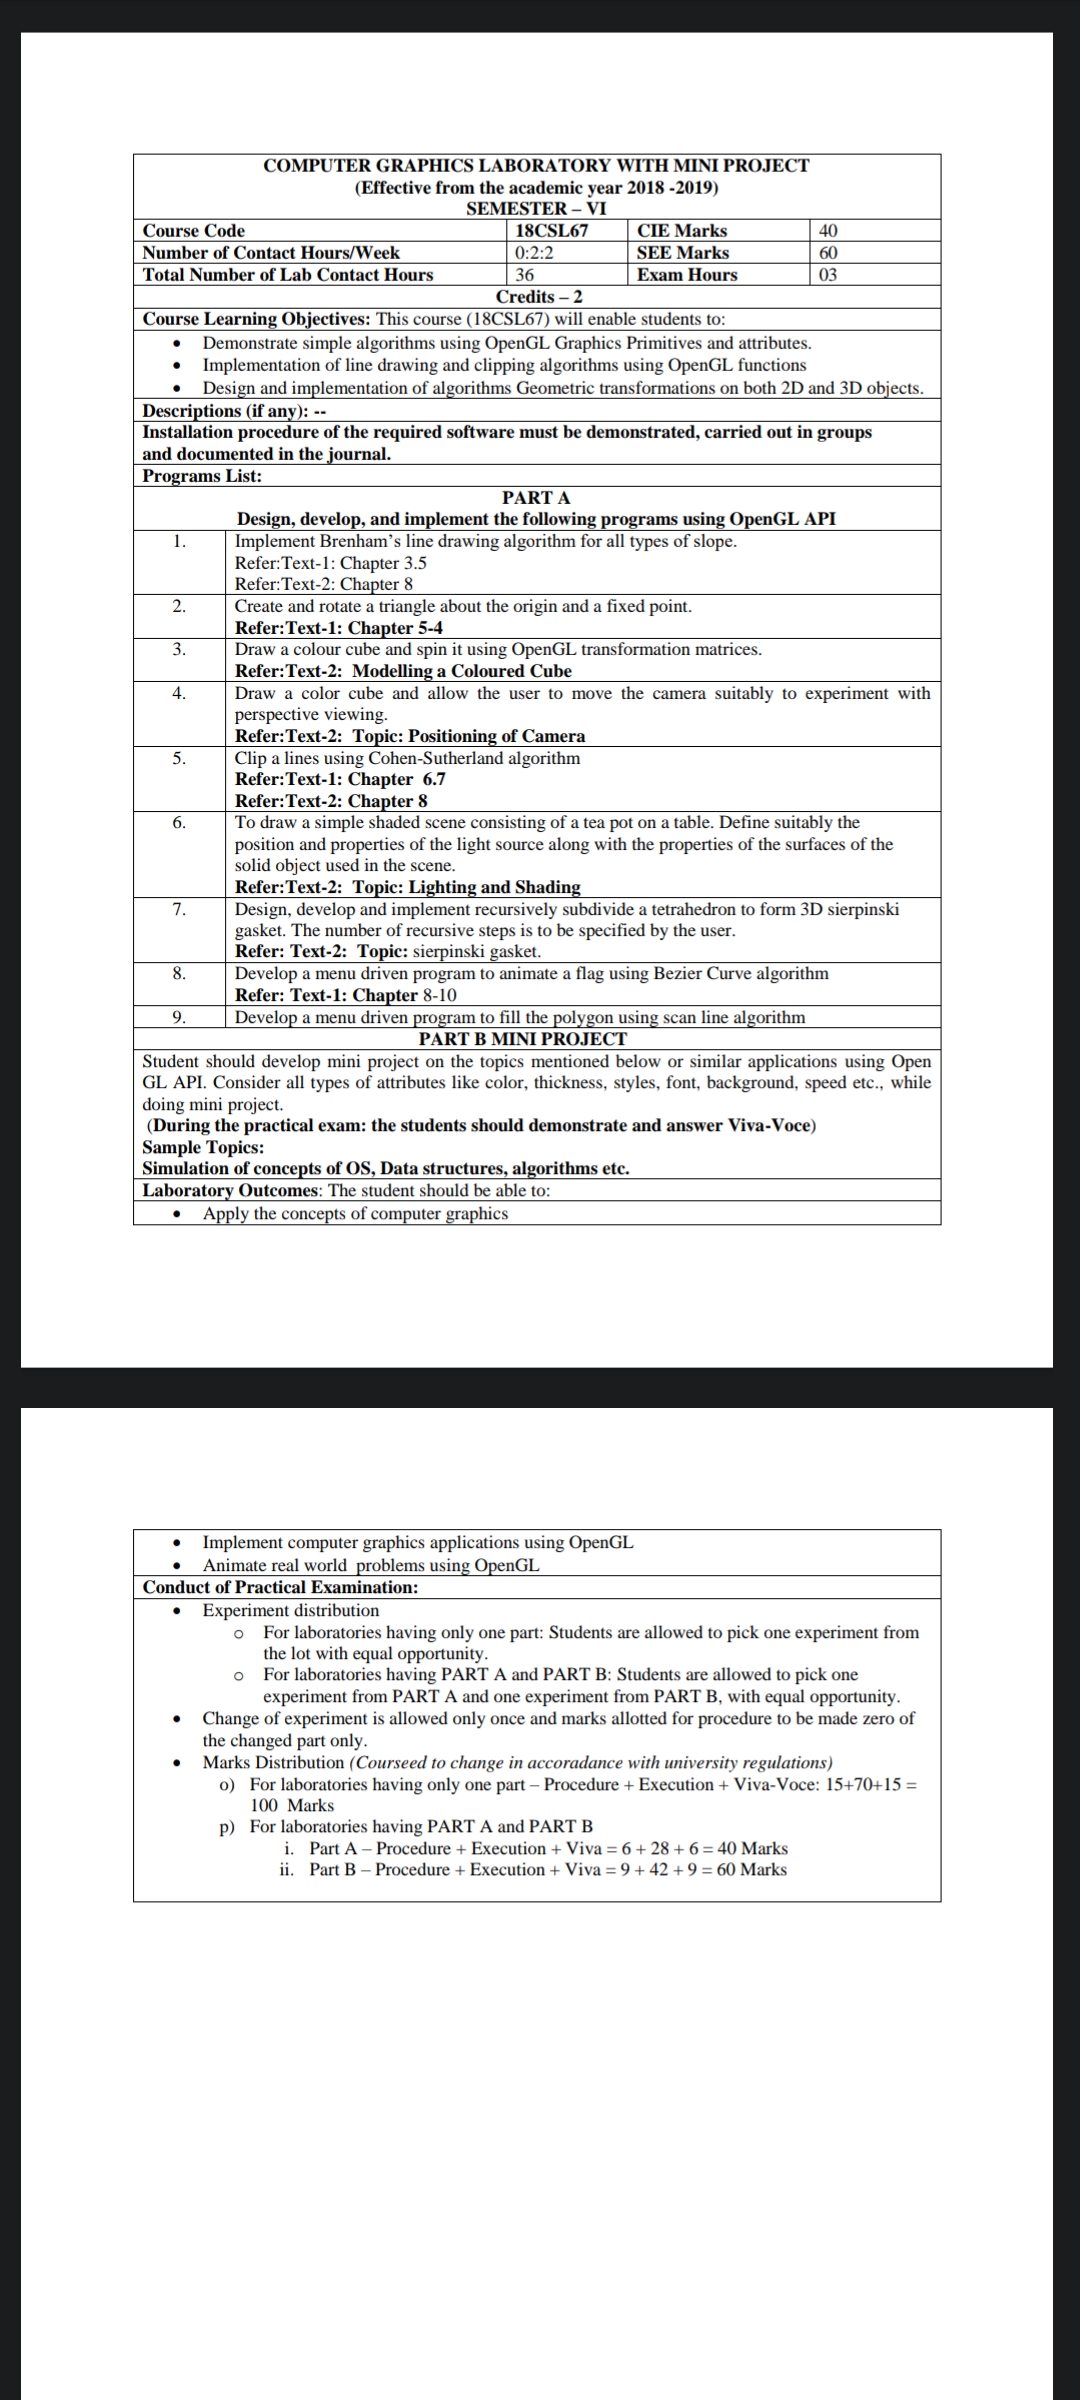 COMPUTER GRAPHICS LABORATORY WITH MINI PROJECT
(Effective from the academic year 2018 -2019)
SEMESTER – VI
Course Code 18CSL67 CIE Marks 40
Number of Contact Hours/Week 0:2:2 SEE Marks 60
Total Number of Lab Contact Hours 36 Exam Hours 03
Credits – 2
Course Learning Objectives: This course (18CSL67) will enable students to:
• Demonstrate simple algorithms using OpenGL Graphics Primitives and attributes.
• Implementation of line drawing and clipping algorithms using OpenGL functions
• Design and implementation of algorithms Geometric transformations on both 2D and 3D objects.
Descriptions (if any): --
Installation procedure of the required software must be demonstrated, carried out in groups
and documented in the journal.
Programs List:
PART A
Design, develop, and implement the following programs using OpenGL API
1. Implement Brenham’s line drawing algorithm for all types of slope.
Refer:Text-1: Chapter 3.5
Refer:Text-2: Chapter 8
2. Create and rotate a triangle about the origin and a fixed point.
Refer:Text-1: Chapter 5-4
3. Draw a colour cube and spin it using OpenGL transformation matrices.
Refer:Text-2: Modelling a Coloured Cube
4. Draw a color cube and allow the user to move the camera suitably to experiment with
perspective viewing.
Refer:Text-2: Topic: Positioning of Camera
5. Clip a lines using Cohen-Sutherland algorithm
Refer:Text-1: Chapter 6.7
Refer:Text-2: Chapter 8
6. To draw a simple shaded scene consisting of a tea pot on a table. Define suitably the
position and properties of the light source along with the properties of the surfaces of the
solid object used in the scene.
Refer:Text-2: Topic: Lighting and Shading
7. Design, develop and implement recursively subdivide a tetrahedron to form 3D sierpinski
gasket. The number of recursive steps is to be specified by the user.
Refer: Text-2: Topic: sierpinski gasket.
8. Develop a menu driven program to animate a flag using Bezier Curve algorithm
Refer: Text-1: Chapter 8-10
9. Develop a menu driven program to fill the polygon using scan line algorithm
PART B MINI PROJECT
Student should develop mini project on the topics mentioned below or similar applications using Open
GL API. Consider all types of attributes like color, thickness, styles, font, background, speed etc., while
doing mini project.
(During the practical exam: the students should demonstrate and answer Viva-Voce)
Sample Topics:
Simulation of concepts of OS, Data structures, algorithms etc.
Laboratory Outcomes: The student should be able to:
• Apply the concepts of computer graphics
• Implement computer graphics applications using OpenGL
• Animate real world problems using OpenGL
Conduct of Practical Examination:
• Experiment distribution
o For laboratories having only one part: Students are allowed to pick one experiment from
the lot with equal opportunity.
o For laboratories having PART A and PART B: Students are allowed to pick one
experiment from PART A and one experiment from PART B, with equal opportunity.
• Change of experiment is allowed only once and marks allotted for procedure to be made zero of
the changed part only.
• Marks Distribution (Courseed to change in accoradance with university regulations)
o) For laboratories having only one part – Procedure + Execution + Viva-Voce: 15+70+15 =
100 Marks
p) For laboratories having PART A and PART B
i. Part A – Procedure + Execution + Viva = 6 + 28 + 6 = 40 Marks
ii. Part B – Procedure + Execution + Viva = 9 + 42 + 9 = 60 Marks